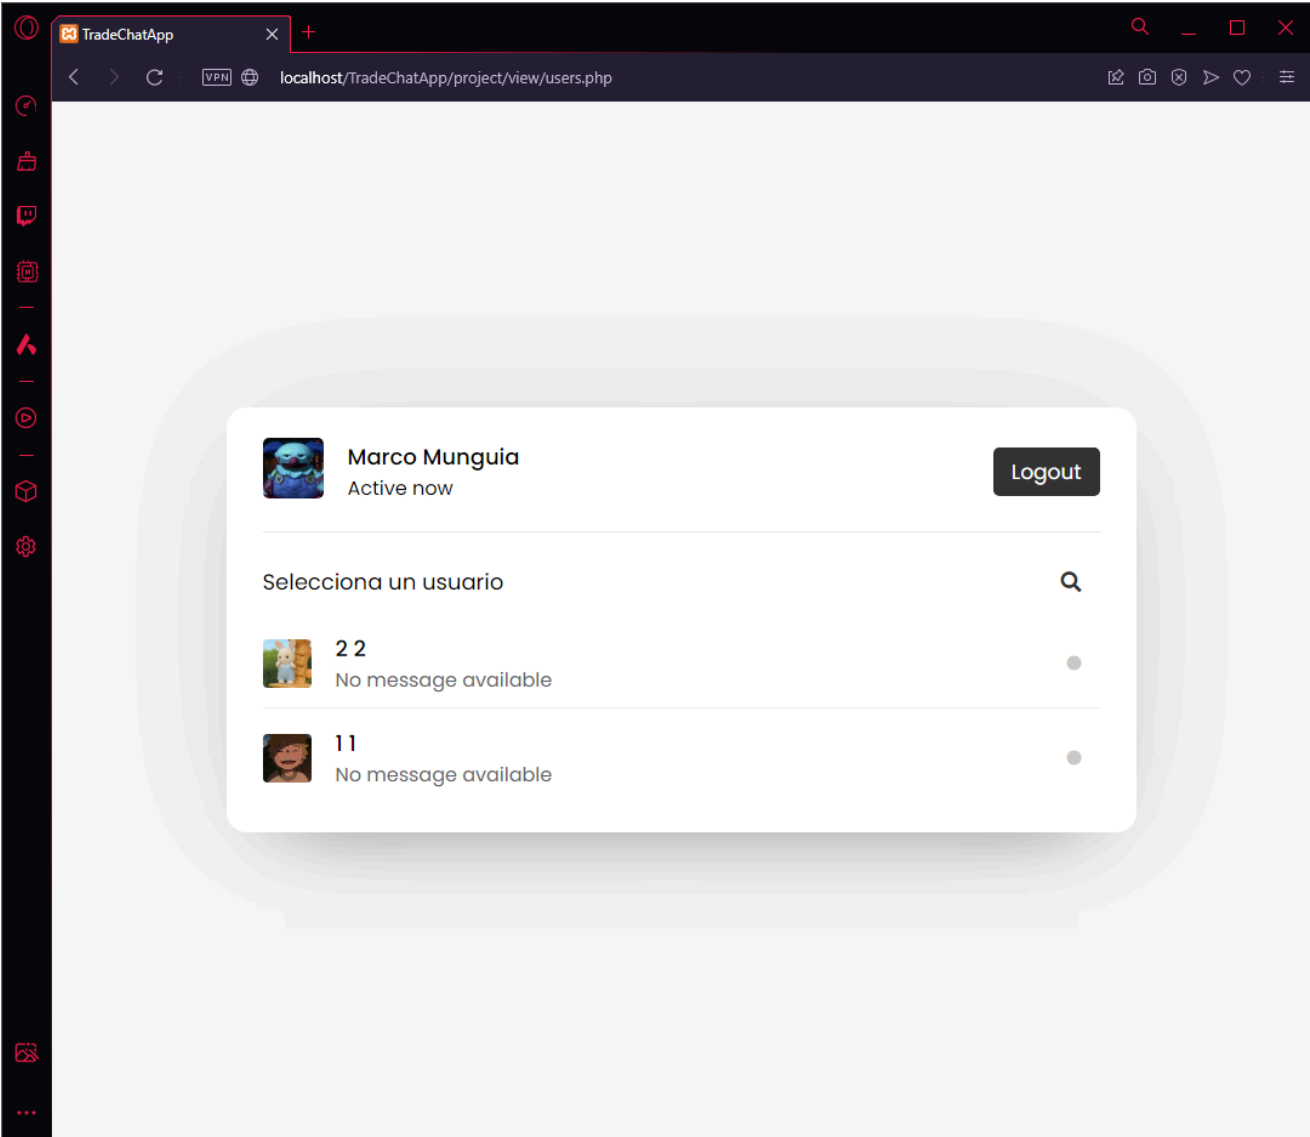 TradeChatApp
VPN
localhost/TradeChatApp/project/view/users.php
Marco Munguia
Active now
Logout
Selecciona un usuario
2 2
No message available
1 1
No message available